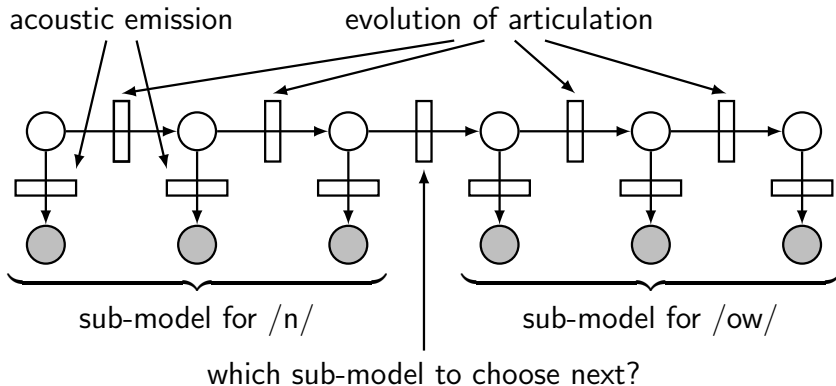 acoustic emission
evolution of articulation
sub-model for /n/
sub-model for /ow/
which sub-model to choose next?